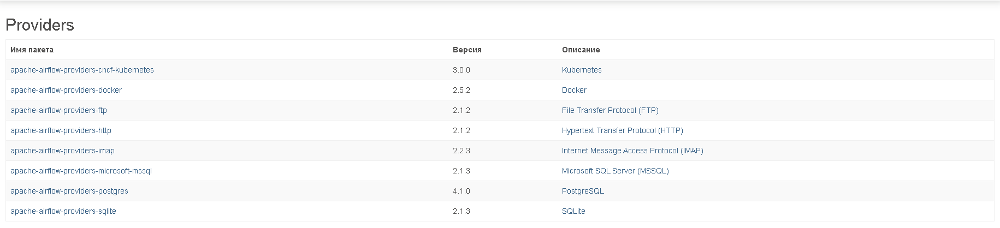 Providers
Имя пакета Версия Описание
apache-airflow-providers-cncf-kubernetes 3.0.0 Kubernetes
apache-airflow-providers-docker 2.5.2 Docker
apache-airflow-providers-ftp 2.1.2 File Transfer Protocol (FTP)
apache-airflow-providers-http 2.1.2 Hypertext Transfer Protocol (HTTP)
apache-airflow-providers-imap 2.2.3 Internet Message Access Protocol (IMAP)
apache-airflow-providers-microsoft-mssql 2.1.3 Microsoft SQL Server (MSSQL)
apache-airflow-providers-postgres 4.1.0 PostgreSQL
apache-airflow-providers-sqlite 2.1.3 SQLite